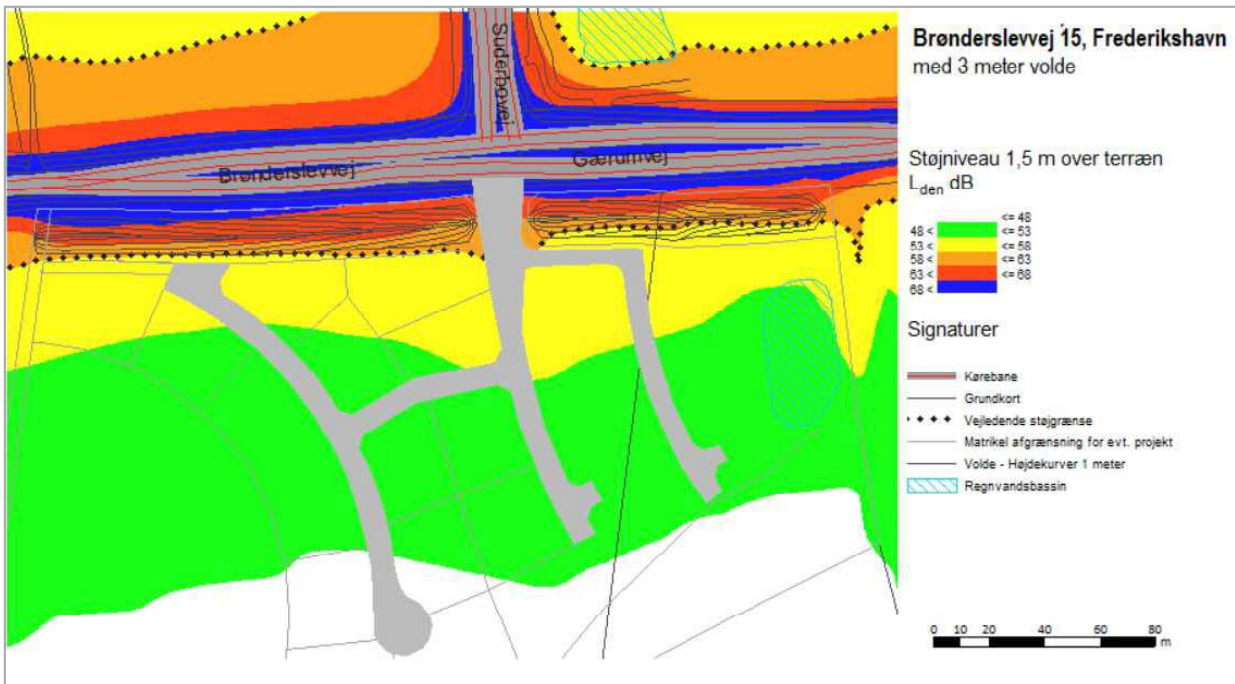 Brønderslevvej 15, Frederikshavn
med 3 meter volde
Suderbovej
Brønderslevvej
Gærumvej
Støjniveau 1,5 m over terræn
Lden dB
<= 48
48 < <= 53
53 < <= 58
58 < <= 63
63 < <= 68
68 <
Signaturer
Kørebane
Grundkort
Vejledende støjgrænse
Matrikel afgrænsning for evt. projekt
Volde - Højdekurver 1 meter
Regnvandsbassin
0 10 20 40 60 80
m